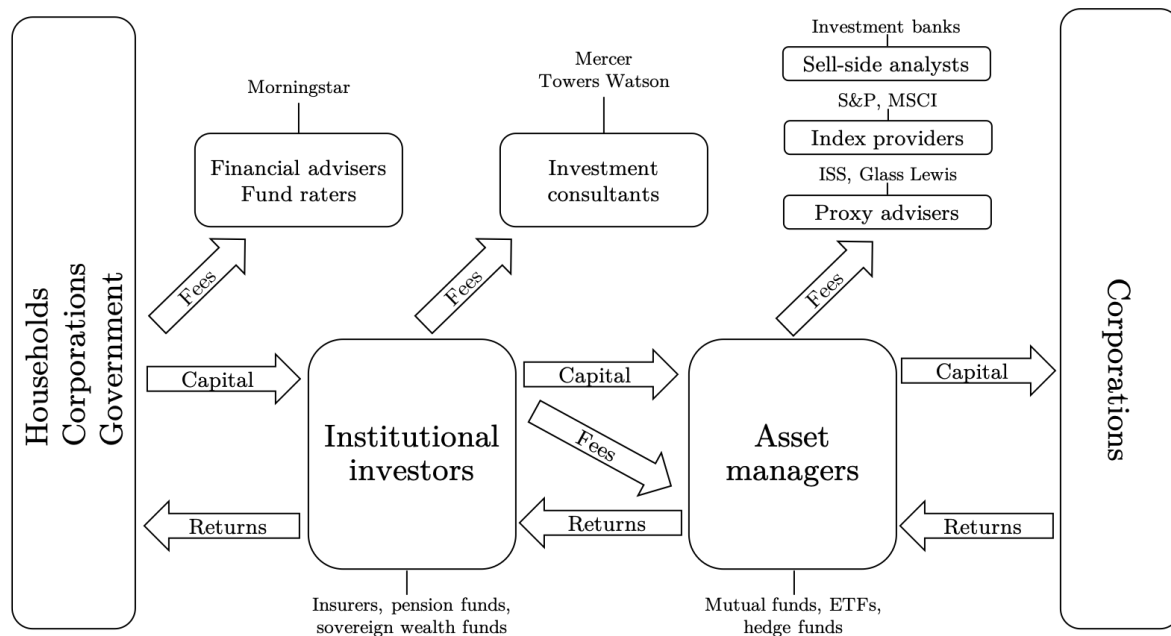 Households
Corporations
Government
Morningstar
Financial advisers
Fund raters
Fees
Capital
Returns
Institutional
investors
Insurers, pension funds,
sovereign wealth funds
Mercer
Towers Watson
Investment
consultants
Fees
Capital
Fees
Returns
Asset
managers
Mutual funds, ETFs,
hedge funds
Investment banks
Sell-side analysts
S&P, MSCI
Index providers
ISS, Glass Lewis
Proxy advisers
Fees
Capital
Returns
Corporations